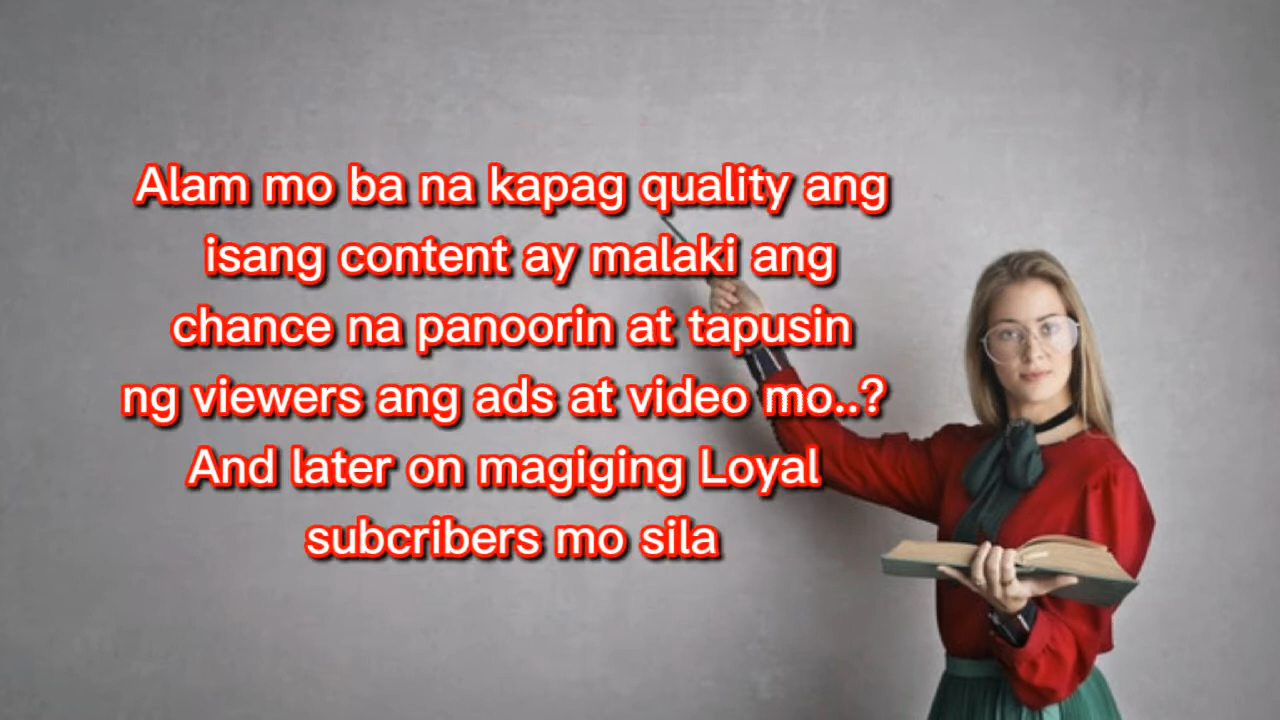 Alam mo ba na kapag quality ang
isang content ay malaki ang
chance na panoorin at tapusin
ng viewers ang ads at video mo..?
And later on magiging Loyal
subcribers mo sila